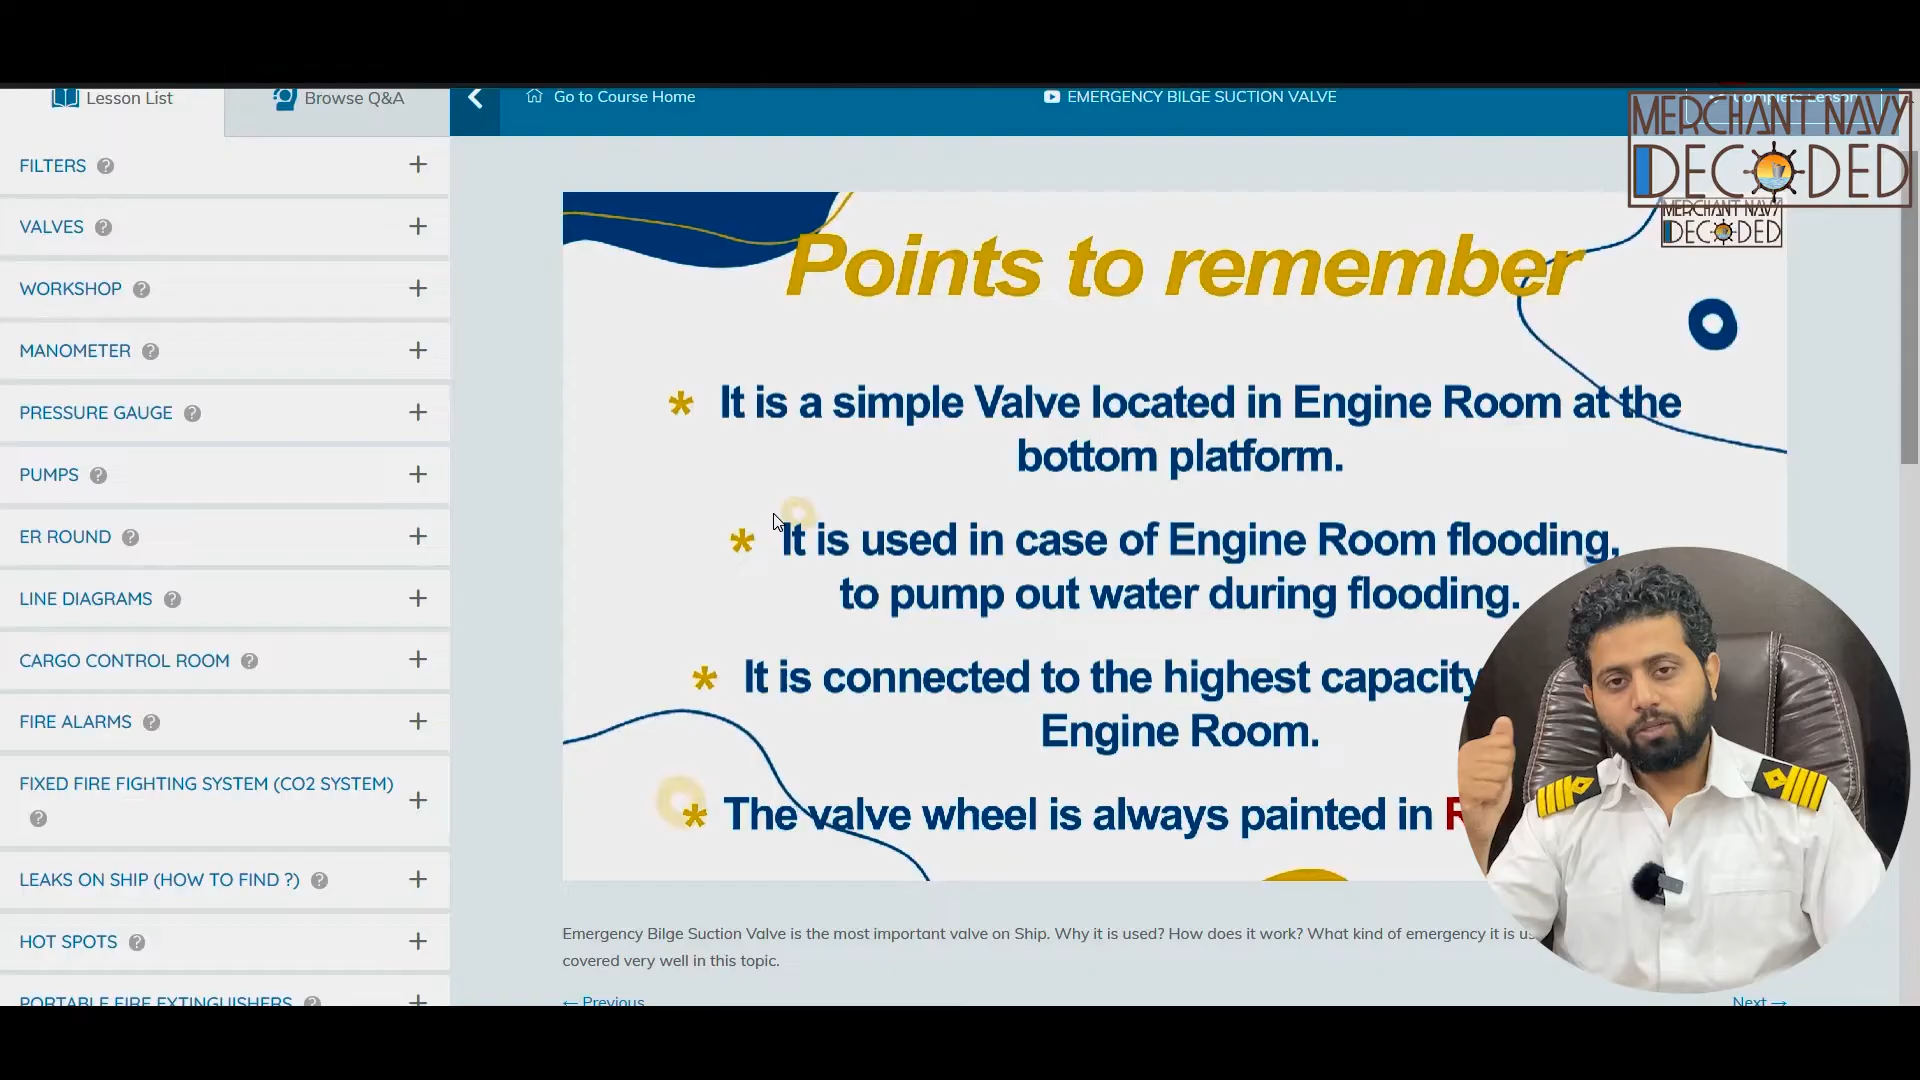 Lesson List
Browse Q&A
Go to Course Home
EMERGENCY BILGE SUCTION VALVE
Complete Lesson
MERCHANT NAVY
DECODED
MERCHANT NAVY
DECODED
FILTERS
VALVES
WORKSHOP
MANOMETER
PRESSURE GAUGE
PUMPS
ER ROUND
LINE DIAGRAMS
CARGO CONTROL ROOM
FIRE ALARMS
FIXED FIRE FIGHTING SYSTEM (CO2 SYSTEM)
LEAKS ON SHIP (HOW TO FIND ?)
HOT SPOTS
PORTABLE FIRE EXTINGUISHERS
Points to remember
* It is a simple Valve located in Engine Room at the
bottom platform.
* It is used in case of Engine Room flooding,
to pump out water during flooding.
* It is connected to the highest capacity
Engine Room.
* The valve wheel is always painted in
Emergency Bilge Suction Valve is the most important valve on Ship. Why it is used? How does it work? What kind of emergency it is
covered very well in this topic.
← Previous
Next →